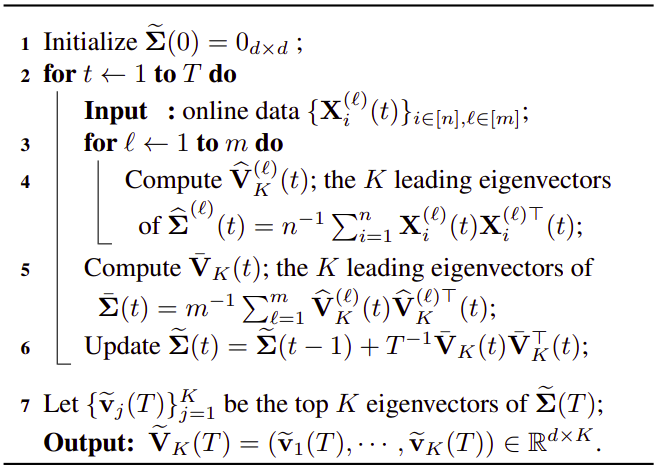 1 Initialize $\widetilde{\boldsymbol{\Sigma}}(0) = 0_{d \times d}$ ;
2 for $t \leftarrow 1$ to $T$ do
Input : online data $\{\mathbf{X}_i^{(\ell)}(t)\}_{i \in [n], \ell \in [m]}$;
3 for $\ell \leftarrow 1$ to $m$ do
4 Compute $\widehat{\mathbf{V}}_K^{(\ell)}(t)$; the $K$ leading eigenvectors
of $\widehat{\boldsymbol{\Sigma}}^{(\ell)}(t) = n^{-1} \sum_{i=1}^{n} \mathbf{X}_i^{(\ell)}(t) \mathbf{X}_i^{(\ell)\top}(t)$;
5 Compute $\bar{\mathbf{V}}_K(t)$; the $K$ leading eigenvectors of
$\bar{\boldsymbol{\Sigma}}(t) = m^{-1} \sum_{\ell=1}^{m} \widehat{\mathbf{V}}_K^{(\ell)}(t) \widehat{\mathbf{V}}_K^{(\ell)\top}(t)$;
6 Update $\widetilde{\boldsymbol{\Sigma}}(t) = \widetilde{\boldsymbol{\Sigma}}(t-1) + T^{-1} \bar{\mathbf{V}}_K(t) \bar{\mathbf{V}}_K^{\top}(t)$;
7 Let $\{\widetilde{\mathbf{v}}_j(T)\}_{j=1}^{K}$ be the top $K$ eigenvectors of $\widetilde{\boldsymbol{\Sigma}}(T)$;
Output: $\widetilde{\mathbf{V}}_K(T) = (\widetilde{\mathbf{v}}_1(T), \cdots, \widetilde{\mathbf{v}}_K(T)) \in \mathbb{R}^{d \times K}$.